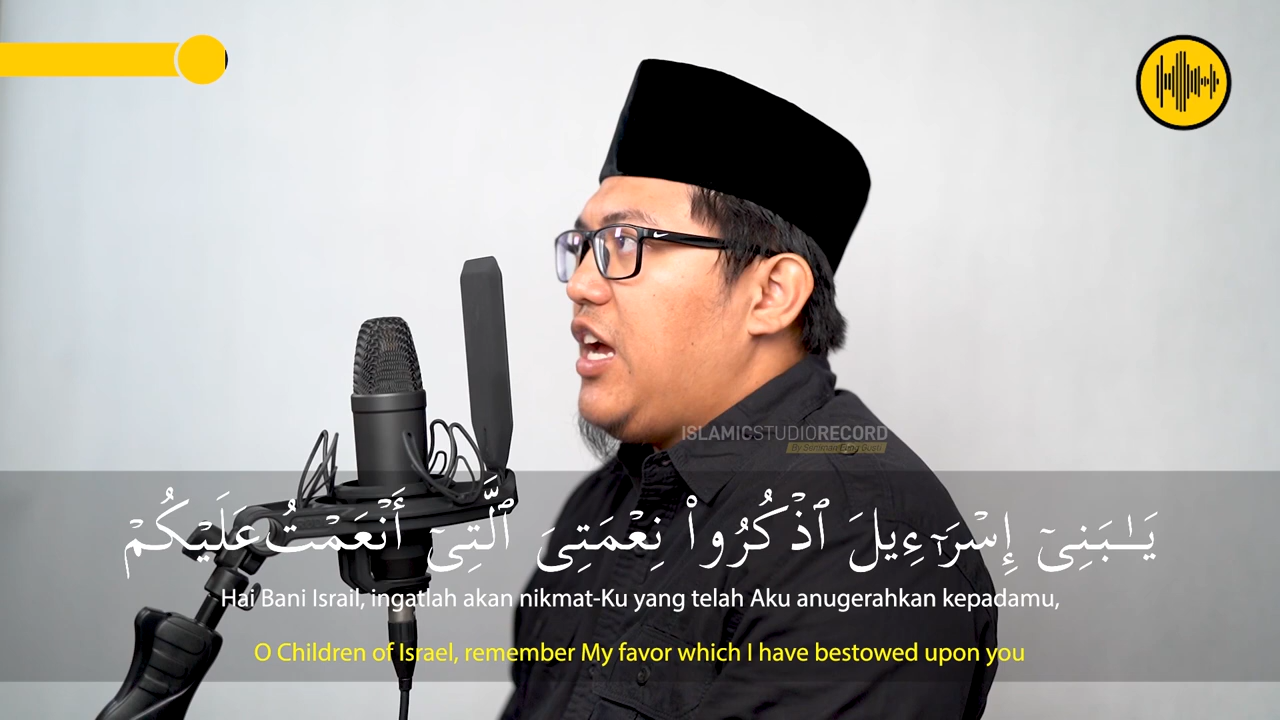 ISLAMICSTUDIORECORD
يَـٰبَنِىٓ إِسْرَٰٓءِيلَ ٱذْكُرُوا۟ نِعْمَتِىَ ٱلَّتِىٓ أَنْعَمْتُ عَلَيْكُمْ
Hai Bani Israil, ingatlah akan nikmat-Ku yang telah Aku anugerahkan kepadamu,
O Children of Israel, remember My favor which I have bestowed upon you